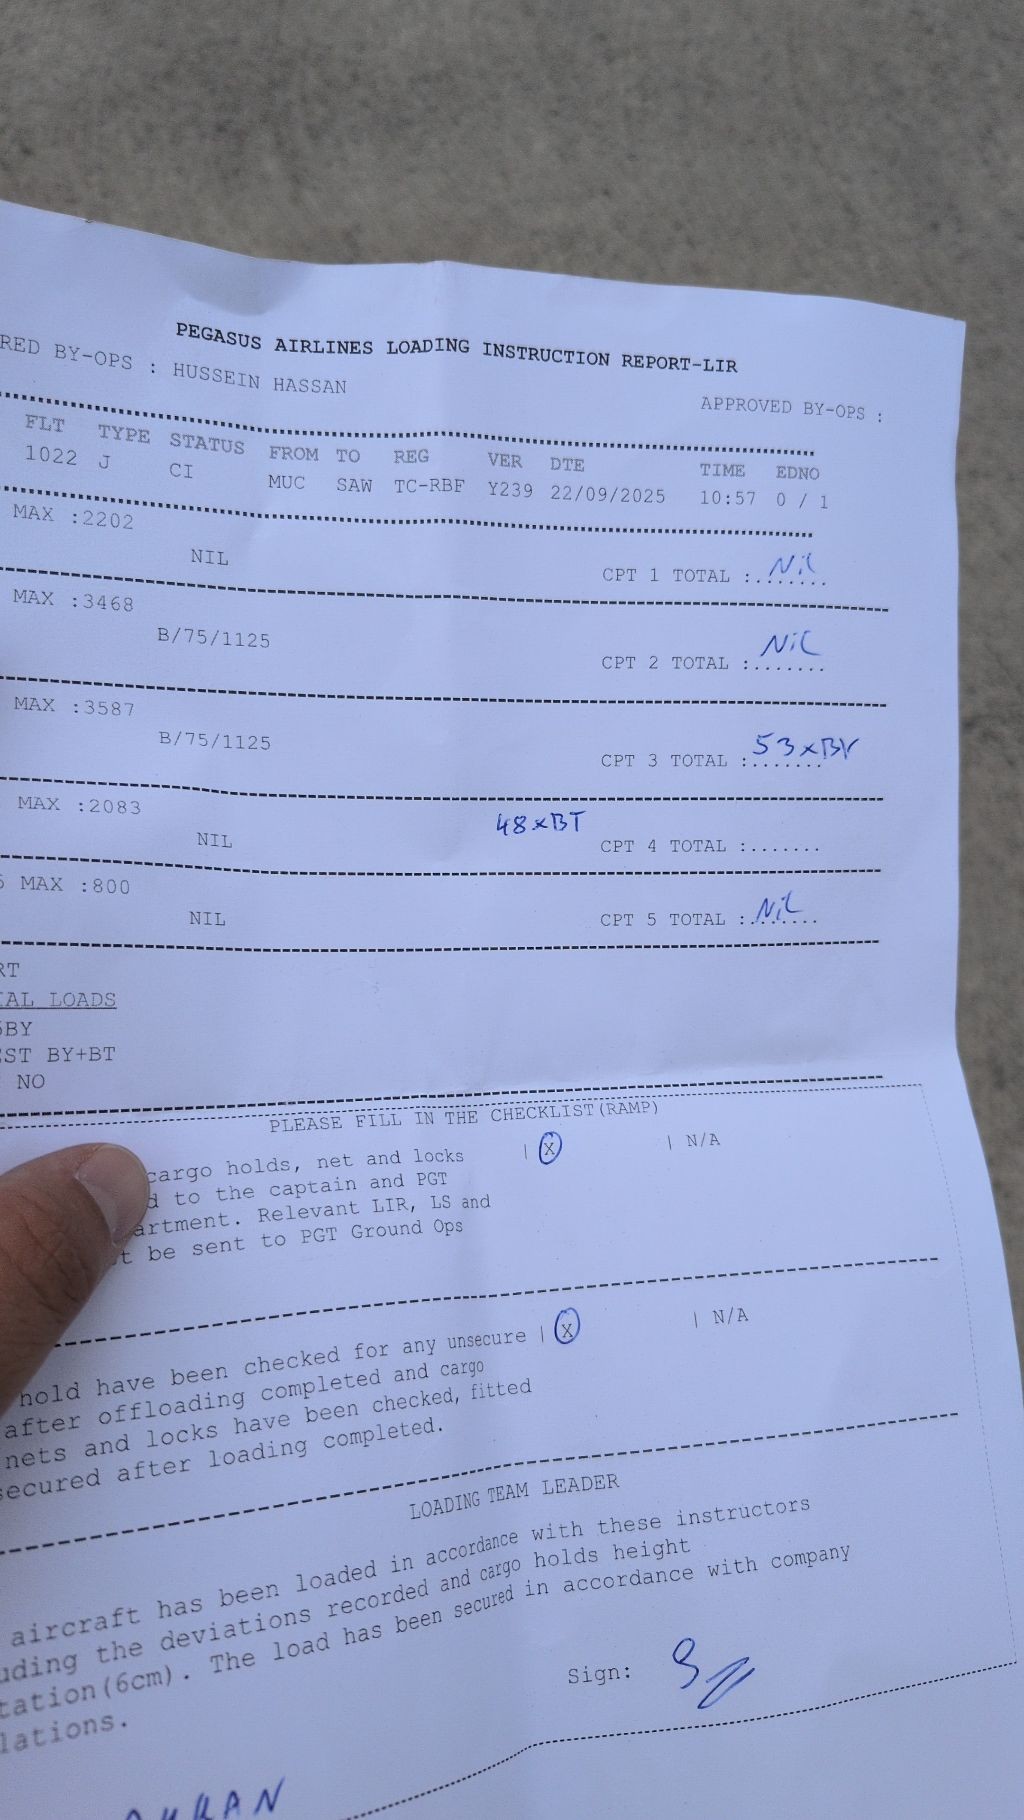 PEGASUS AIRLINES LOADING INSTRUCTION REPORT-LIR
RED BY-OPS : HUSSEIN HASSAN
APPROVED BY-OPS :
FLT TYPE STATUS FROM TO REG VER DTE TIME EDNO
1022 J CI MUC SAW TC-RBF Y239 22/09/2025 10:57 0 / 1
MAX :2202
NIL CPT 1 TOTAL :....... Nil
MAX :3468
B/75/1125 CPT 2 TOTAL :....... NiL
MAX :3587
B/75/1125 CPT 3 TOTAL :....... 53xBY
MAX :2083
48xBT
NIL CPT 4 TOTAL :.......
5 MAX :800
NIL CPT 5 TOTAL :....... NiL
RT
IAL LOADS
BY
EST BY+BT
NO
PLEASE FILL IN THE CHECKLIST(RAMP)
cargo holds, net and locks | X | N/A
d to the captain and PGT
artment. Relevant LIR, LS and
t be sent to PGT Ground Ops
hold have been checked for any unsecure | X | N/A
after offloading completed and cargo
nets and locks have been checked, fitted
secured after loading completed.
LOADING TEAM LEADER
aircraft has been loaded in accordance with these instructors
uding the deviations recorded and cargo holds height
tation(6cm). The load has been secured in accordance with company
lations.
Sign: